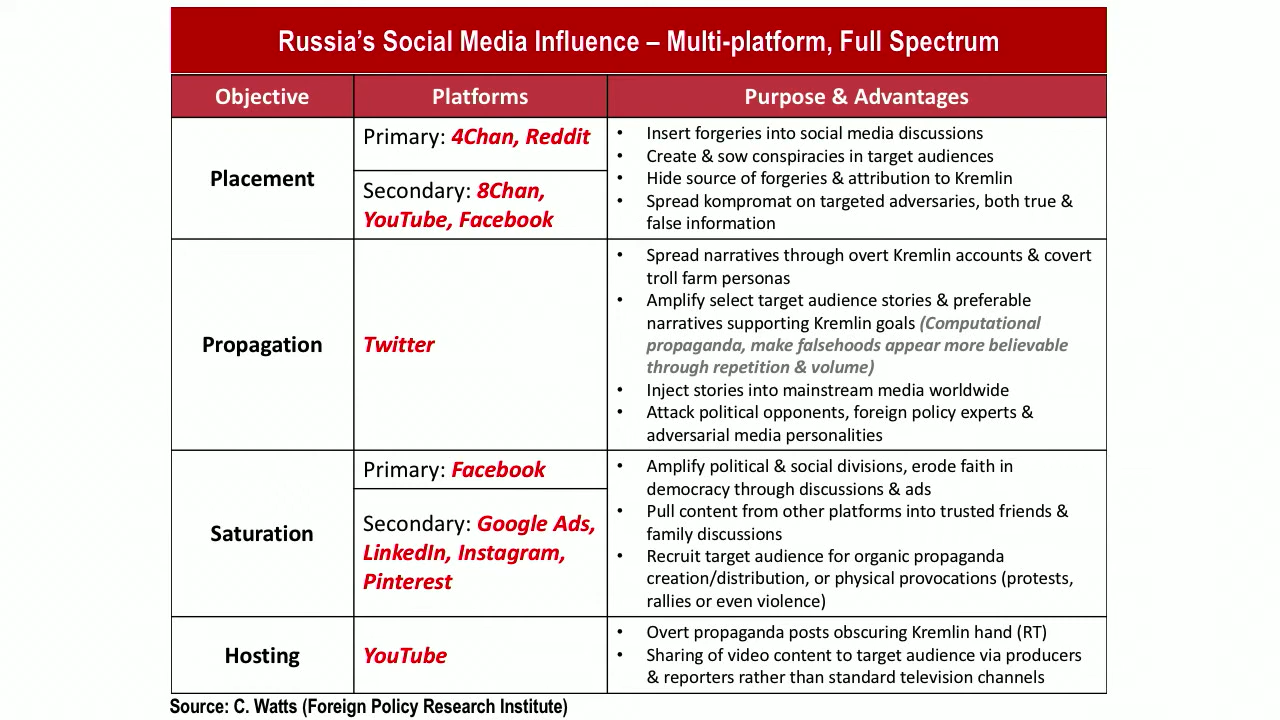 Russia’s Social Media Influence – Multi-platform, Full Spectrum
Objective
Platforms
Purpose & Advantages
Placement
Primary: 4Chan, Reddit
Secondary: 8Chan,
YouTube, Facebook
• Insert forgeries into social media discussions
• Create & sow conspiracies in target audiences
• Hide source of forgeries & attribution to Kremlin
• Spread kompromat on targeted adversaries, both true &
false information
Propagation
Twitter
• Spread narratives through overt Kremlin accounts & covert
troll farm personas
• Amplify select target audience stories & preferable
narratives supporting Kremlin goals (Computational
propaganda, make falsehoods appear more believable
through repetition & volume)
• Inject stories into mainstream media worldwide
• Attack political opponents, foreign policy experts &
adversarial media personalities
Saturation
Primary: Facebook
Secondary: Google Ads,
LinkedIn, Instagram,
Pinterest
• Amplify political & social divisions, erode faith in
democracy through discussions & ads
• Pull content from other platforms into trusted friends &
family discussions
• Recruit target audience for organic propaganda
creation/distribution, or physical provocations (protests,
rallies or even violence)
Hosting
YouTube
• Overt propaganda posts obscuring Kremlin hand (RT)
• Sharing of video content to target audience via producers
& reporters rather than standard television channels
Source: C. Watts (Foreign Policy Research Institute)